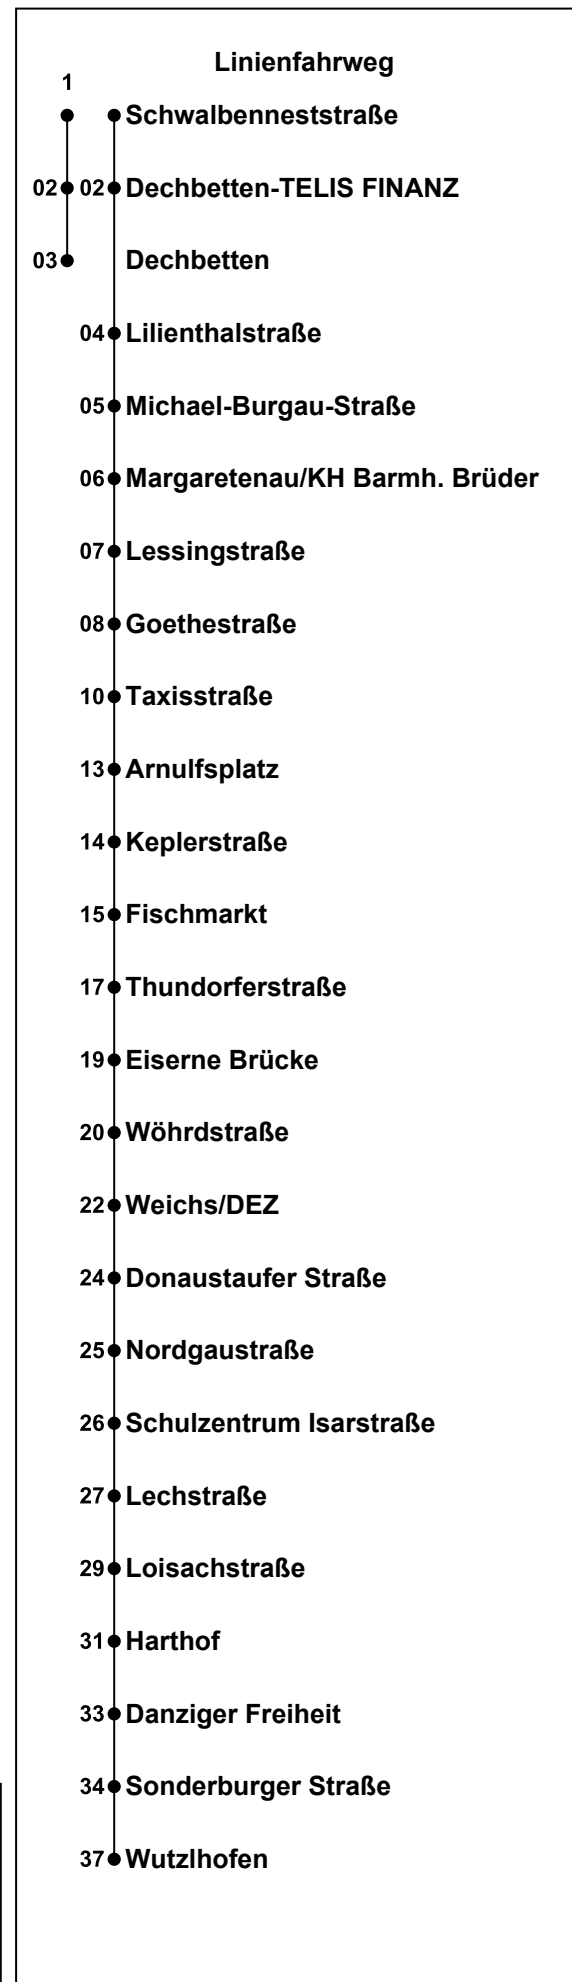 Linienfahrweg
1
Schwalbenneststraße
02 02 Dechbetten-TELIS FINANZ
03 Dechbetten
04 Lilienthalstraße
05 Michael-Burgau-Straße
06 Margaretenau/KH Barmh. Brüder
07 Lessingstraße
08 Goethestraße
10 Taxisstraße
13 Arnulfsplatz
14 Keplerstraße
15 Fischmarkt
17 Thundorferstraße
19 Eiserne Brücke
20 Wöhrdstraße
22 Weichs/DEZ
24 Donaustaufer Straße
25 Nordgaustraße
26 Schulzentrum Isarstraße
27 Lechstraße
29 Loisachstraße
31 Harthof
33 Danziger Freiheit
34 Sonderburger Straße
37 Wutzlhofen